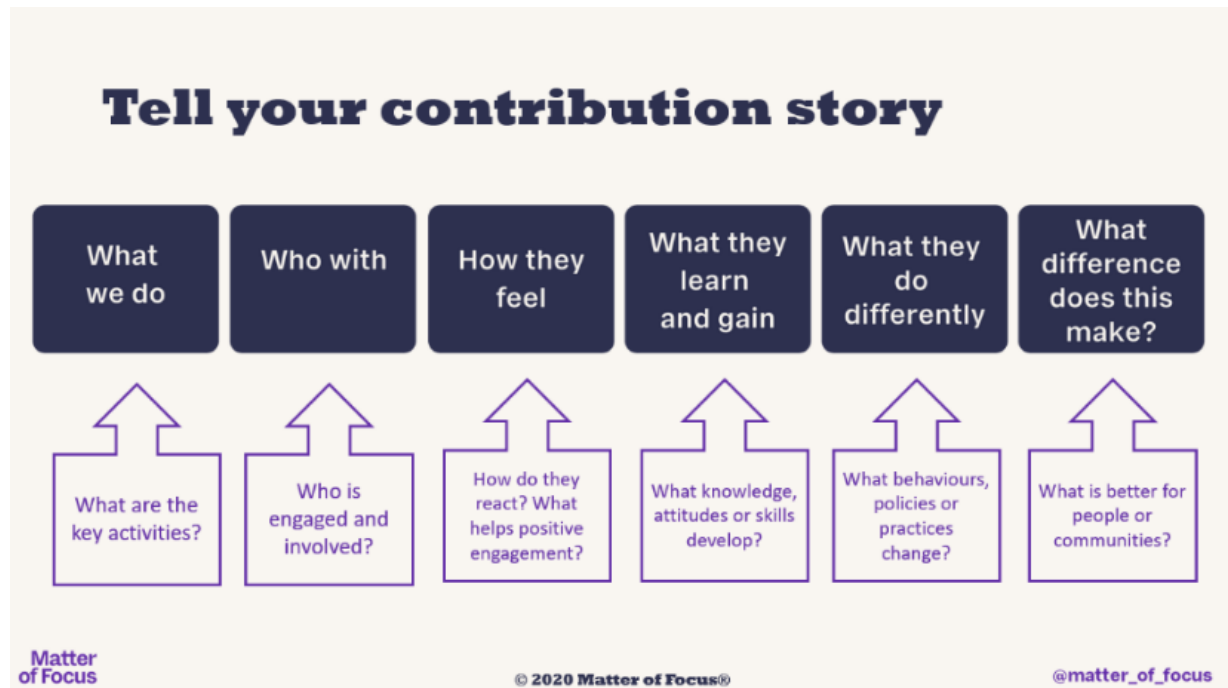 Tell your contribution story
What
we do
Who with
How they
feel
What they
learn
and gain
What they
do
differently
What
difference
does this
make?
What are the
key activities?
Who is
engaged and
involved?
How do they
react? What
helps positive
engagement?
What knowledge,
attitudes or skills
develop?
What behaviours,
policies or
practices
change?
What is better for
people or
communities?
Matter
of Focus
© 2020 Matter of Focus®
@matter_of_focus